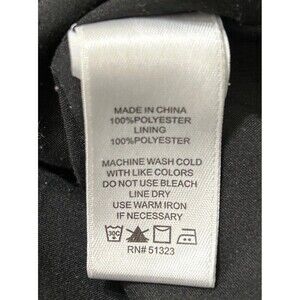 MADE IN CHINA
100%POLYESTER
LINING
100%POLYESTER
MACHINE WASH COLD
WITH LIKE COLORS
DO NOT USE BLEACH
LINE DRY
USE WARM IRON
IF NECESSARY
30C
RN# 51323